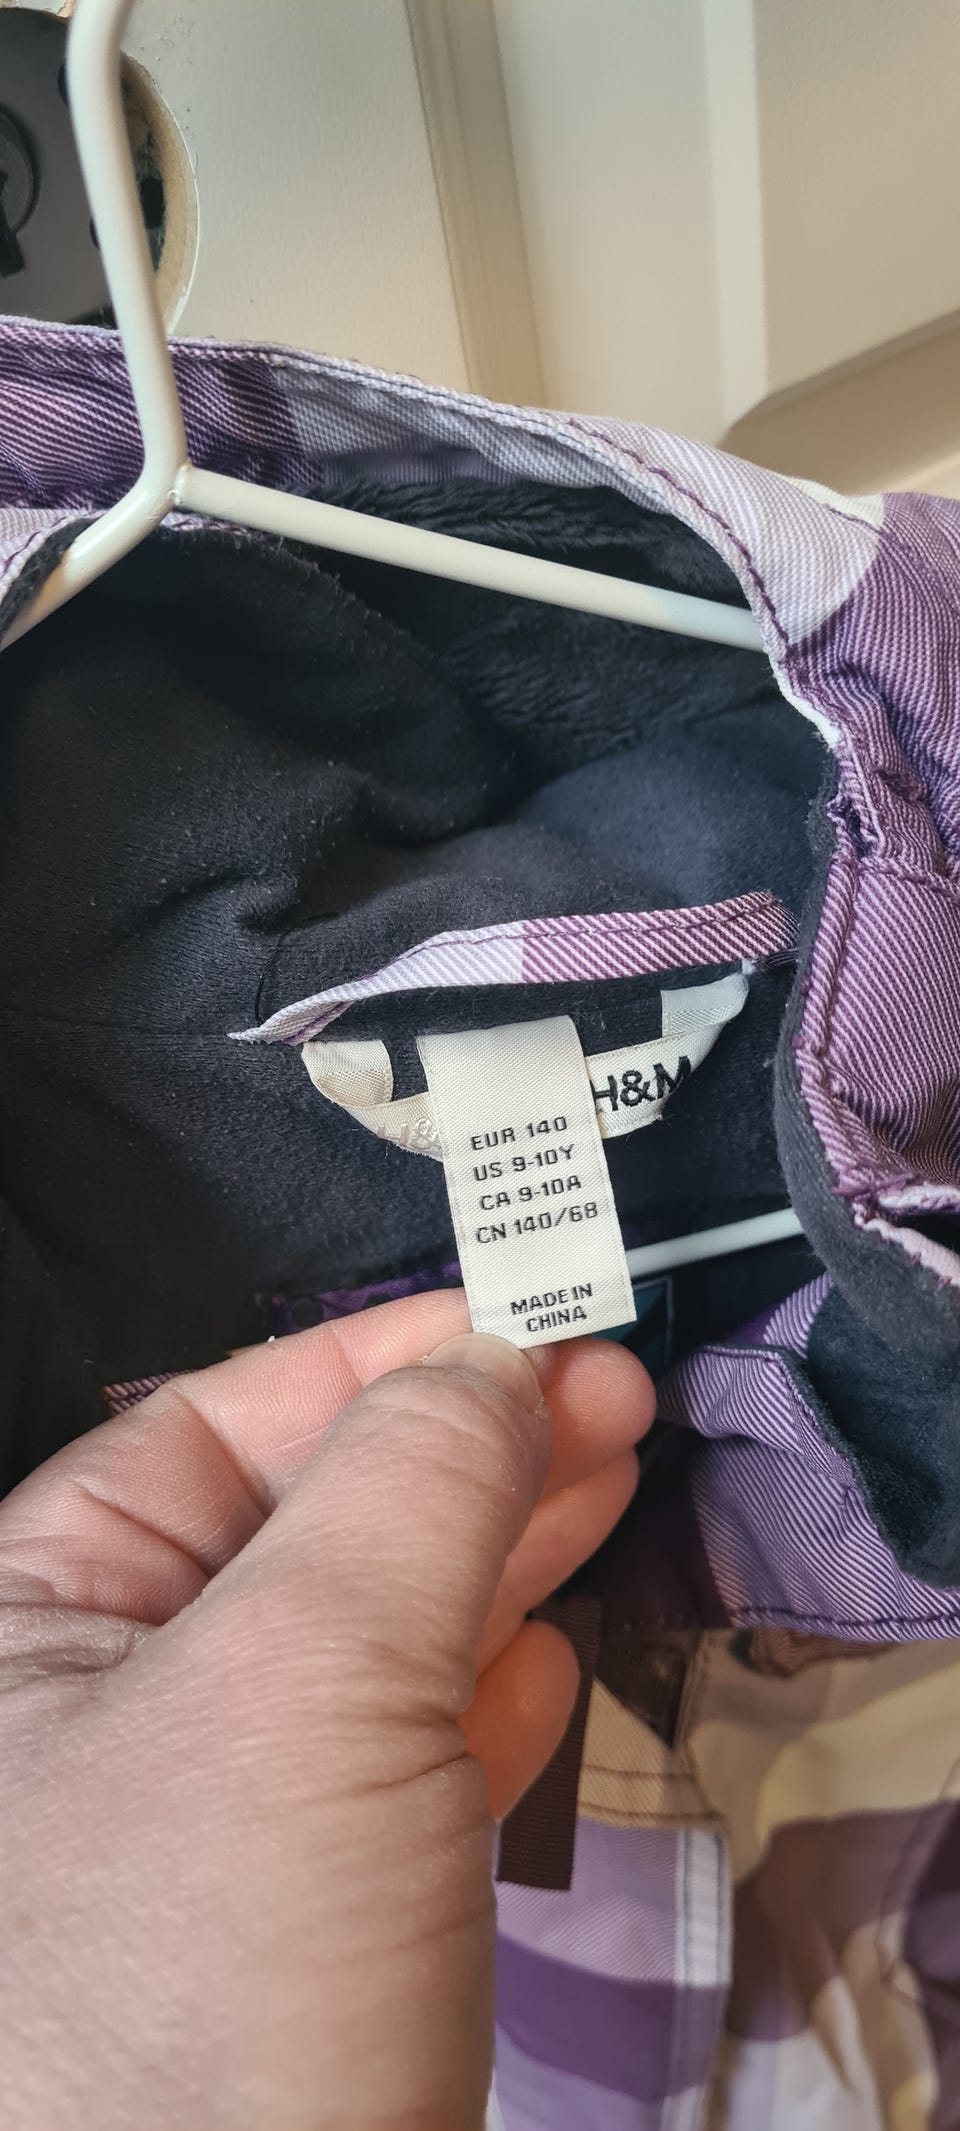 H&M
EUR 140
US 9-10Y
CA 9-10A
CN 140/68
MADE IN
CHINA